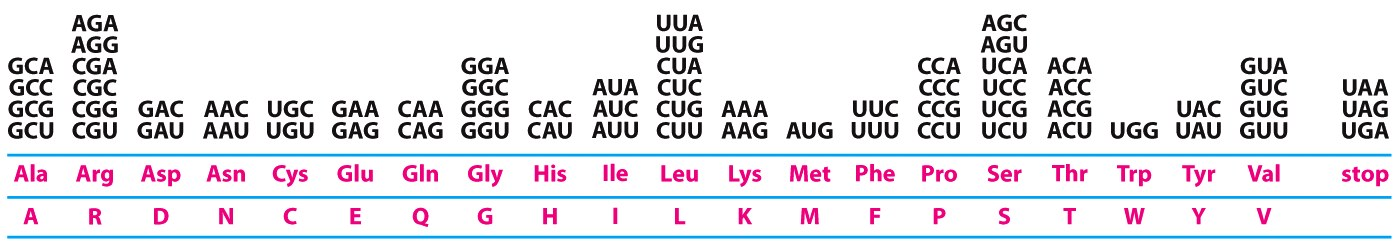 AGA UUA AGC
AGG UUG AGU
GCA CGA GGA CUA CCA UCA ACA GUA
GCC CGC GGC AUA CUC CCC UCC ACC GUC UAA
GCG CGG GAC AAC UGC GAA CAA GGG CAC AUC CUG AAA UUC CCG UCG ACG UAC GUG UAG
GCU CGU GAU AAU UGU GAG CAG GGU CAU AUU CUU AAG AUG UUU CCU UCU ACU UGG UAU GUU UGA
Ala Arg Asp Asn Cys Glu Gln Gly His Ile Leu Lys Met Phe Pro Ser Thr Trp Tyr Val stop
A R D N C E Q G H I L K M F P S T W Y V